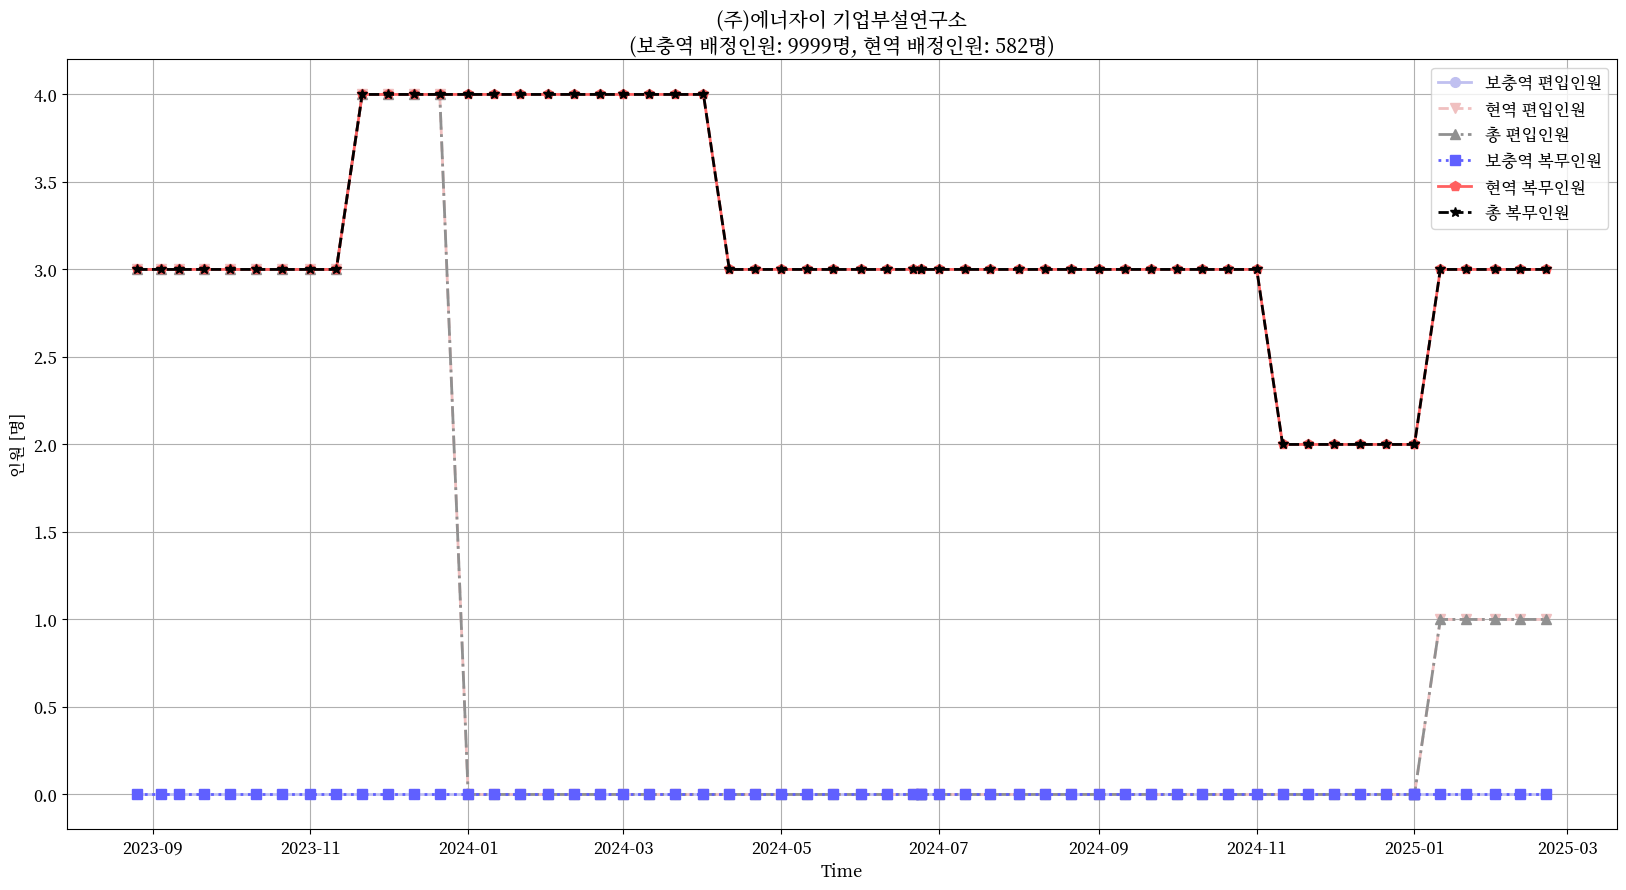 (주)에너자이 기업부설연구소
(보충역 배정인원: 9999명, 현역 배정인원: 582명)
보충역 편입인원
현역 편입인원
총 편입인원
보충역 복무인원
현역 복무인원
총 복무인원
4.0
3.5
3.0
2.5
2.0
1.5
1.0
0.5
0.0
인원 [명]
2023-09 2023-11 2024-01 2024-03 2024-05 2024-07 2024-09 2024-11 2025-01 2025-03
Time